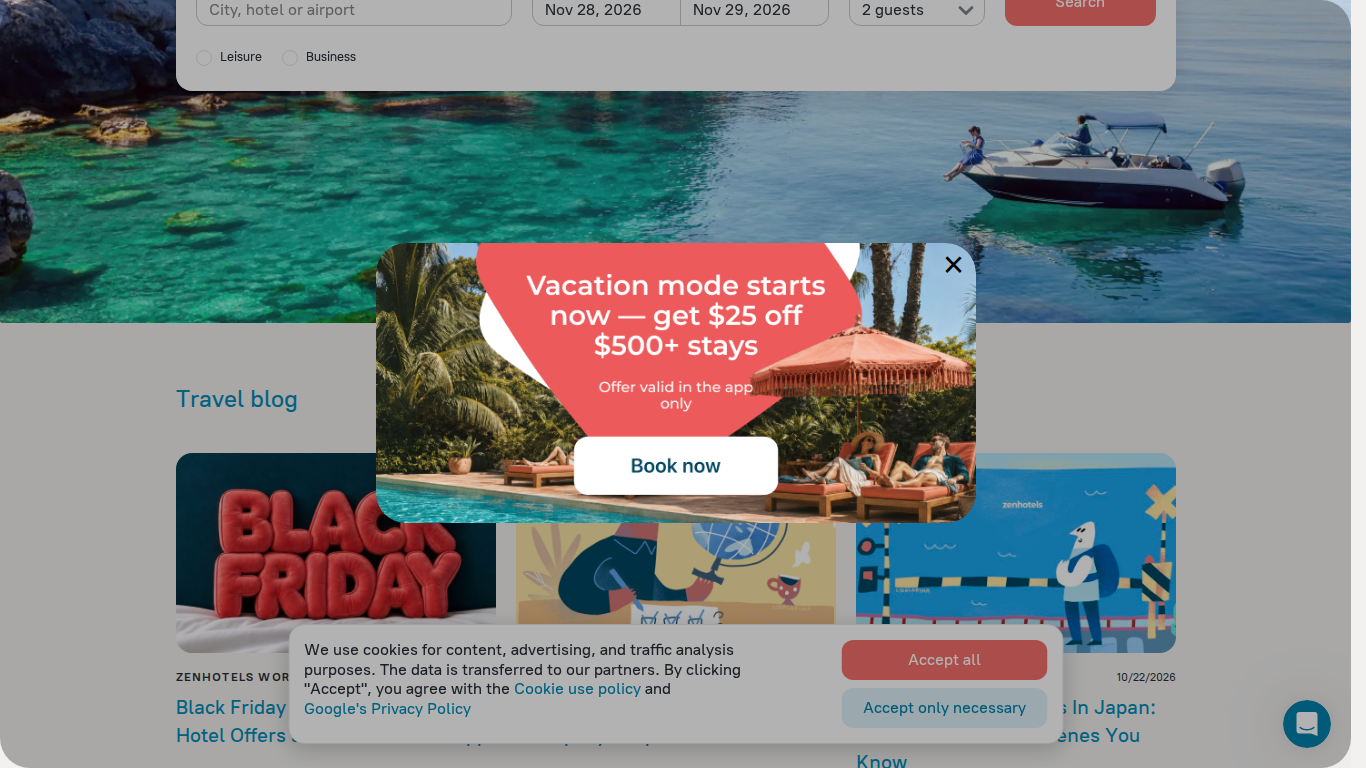 City, hotel or airport
Nov 28, 2026
Nov 29, 2026
2 guests
Search
Leisure
Business
Vacation mode starts
now — get $25 off
$500+ stays
Offer valid in the app
only
Book now
Travel blog
BLACK
FRIDAY
zenhotels
We use cookies for content, advertising, and traffic analysis
purposes. The data is transferred to our partners. By clicking
"Accept", you agree with the Cookie use policy and
Google's Privacy Policy
Accept all
Accept only necessary
ZENHOTELS
10/22/2026
Black Friday
Hotel Offers
In Japan:
You
Know